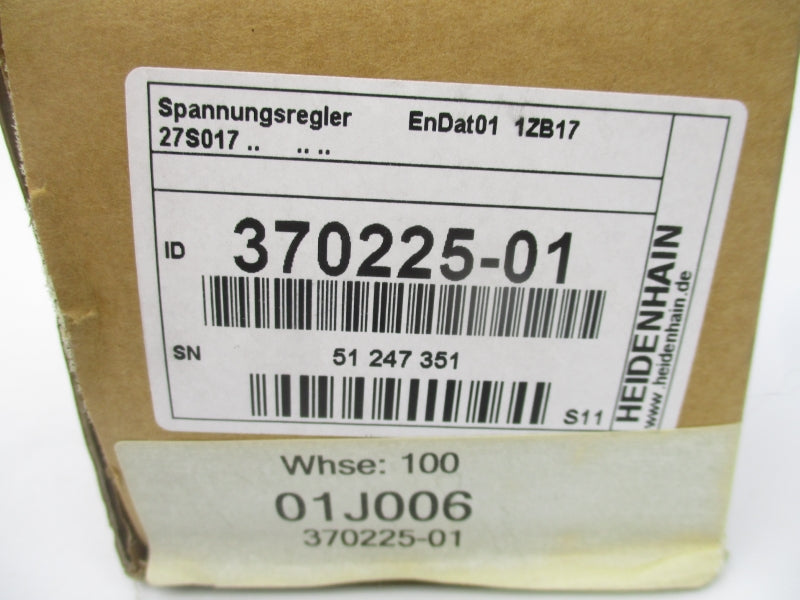 Spannungsregler EnDat01 1ZB17
27S017 .. .. ..
ID 370225-01
SN 51 247 351
S11
HEIDENHAIN
www.heidenhain.de
Whse: 100
01J006
370225-01